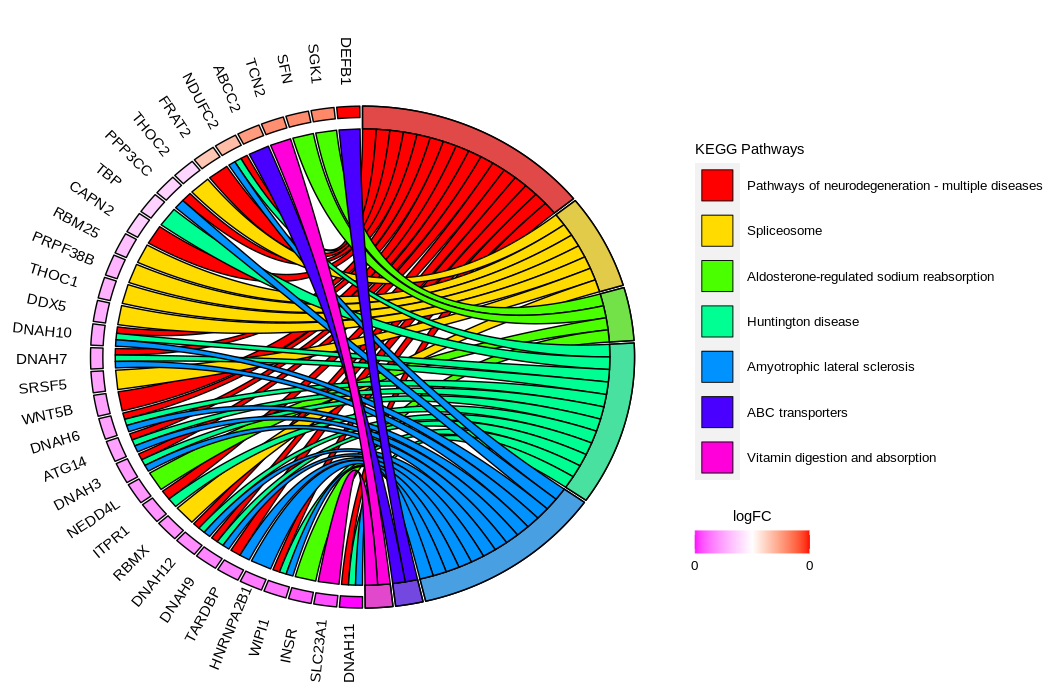 DEFB1
SGK1
SFN
TCN2
ABCC2
NDUFC2
FRAT2
THOC2
PPP3CC
TBP
CAPN2
RBM25
PRPF38B
THOC1
DDX5
DNAH10
DNAH7
SRSF5
WNT5B
DNAH6
ATG14
DNAH3
NEDD4L
ITPR1
RBMX
DNAH12
DNAH9
TARDBP
HNRNPA2B1
WIPI1
INSR
SLC23A1
DNAH11
KEGG Pathways
Pathways of neurodegeneration - multiple diseases
Spliceosome
Aldosterone-regulated sodium reabsorption
Huntington disease
Amyotrophic lateral sclerosis
ABC transporters
Vitamin digestion and absorption
logFC
0 0